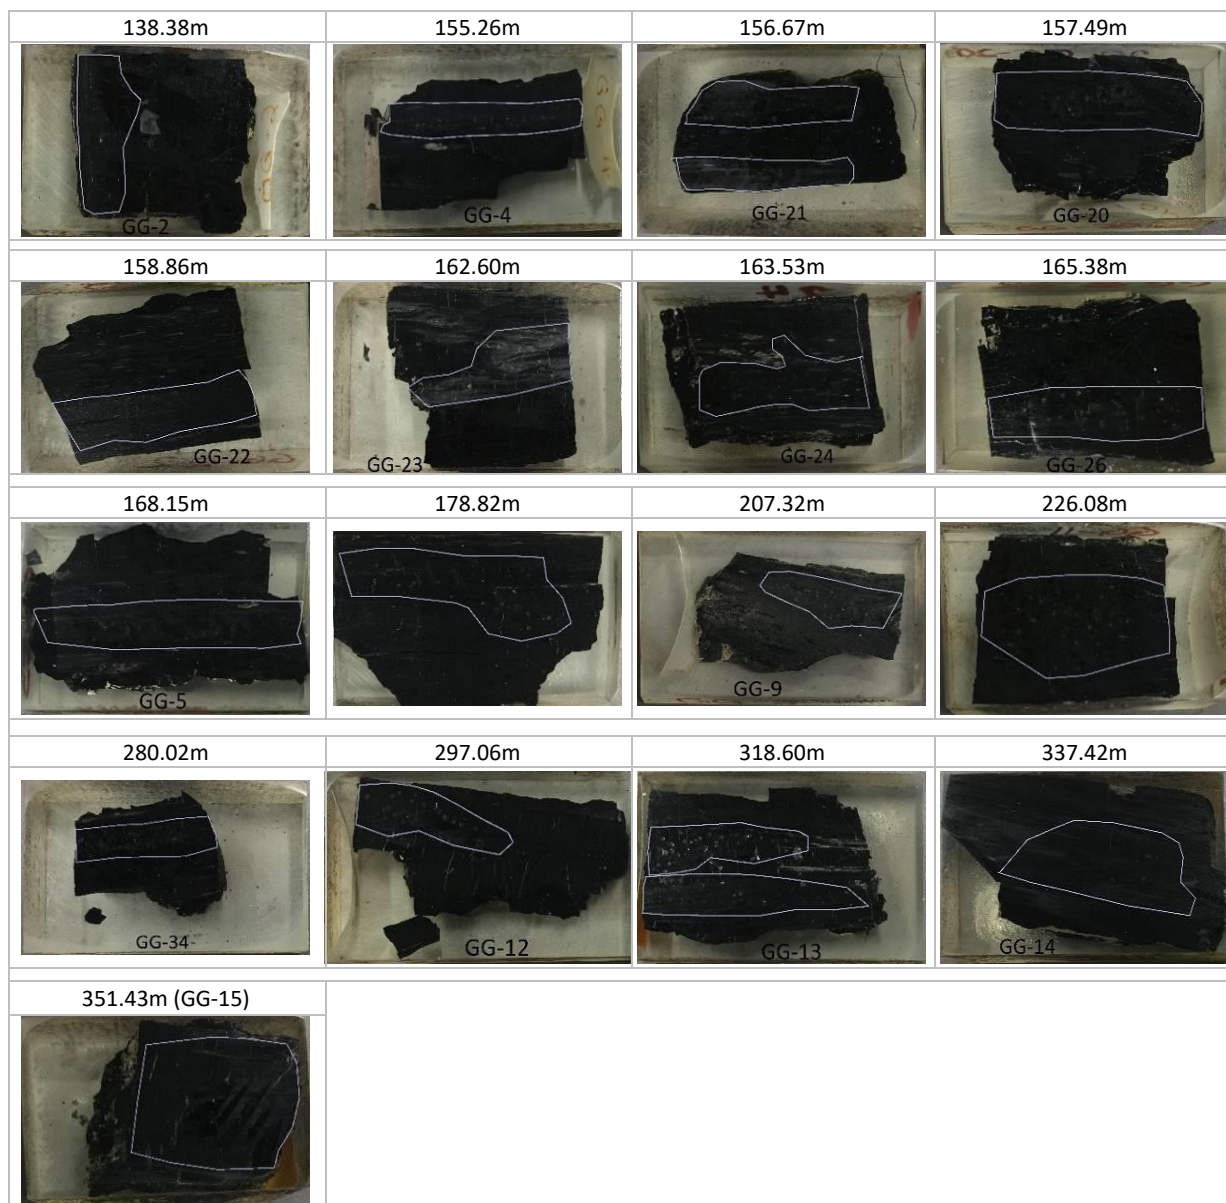 138.38m 155.26m 156.67m 157.49m
GG-2 GG-4 GG-21 GG-20
158.86m 162.60m 163.53m 165.38m
GG-22 GG-23 GG-24 GG-26
168.15m 178.82m 207.32m 226.08m
GG-5 GG-9
280.02m 297.06m 318.60m 337.42m
GG-34 GG-12 GG-13 GG-14
351.43m (GG-15)